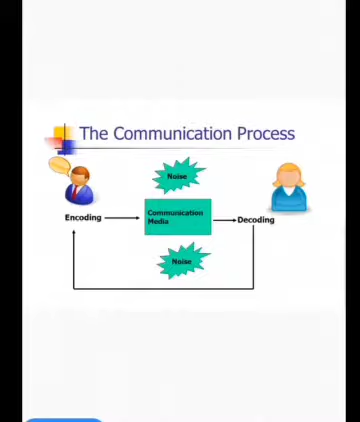 The Communication Process
Noise
Encoding
Communication
Media
Decoding
Noise